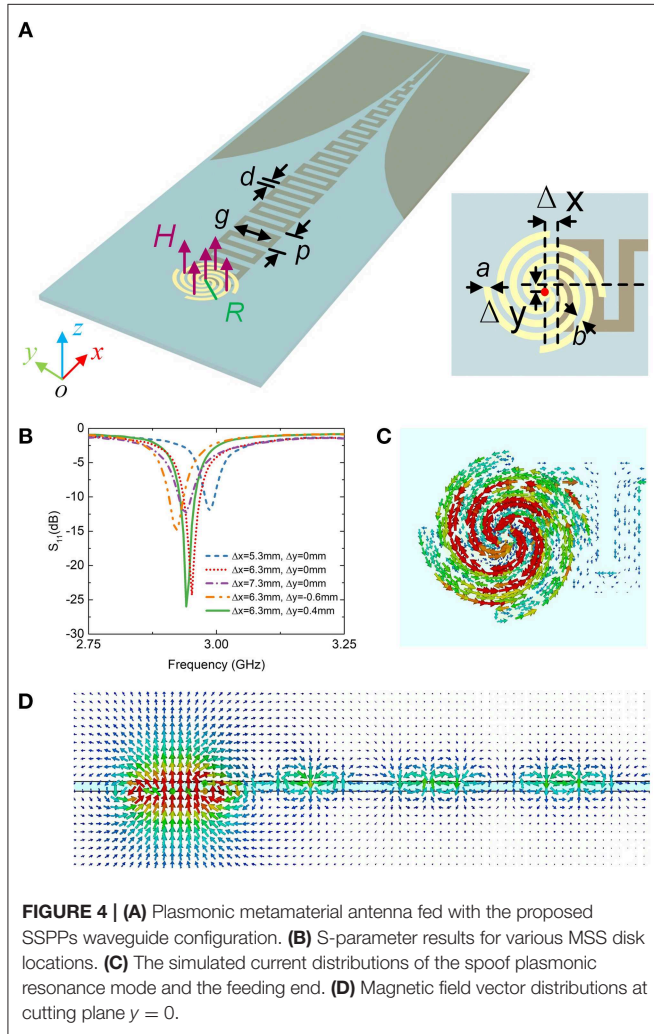 A
d
g
p
H
R
z
y
x
o
Δ X
a
Δ y
b
B
0
-5
-10
-15
-20
-25
-30
S11(dB)
Δx=5.3mm, Δy=0mm
Δx=6.3mm, Δy=0mm
Δx=7.3mm, Δy=0mm
Δx=6.3mm, Δy=-0.6mm
Δx=6.3mm, Δy=0.4mm
2.75
3.00
3.25
Frequency (GHz)
C
D
FIGURE 4 | (A) Plasmonic metamaterial antenna fed with the proposed
SSPPs waveguide configuration. (B) S-parameter results for various MSS disk
locations. (C) The simulated current distributions of the spoof plasmonic
resonance mode and the feeding end. (D) Magnetic field vector distributions at
cutting plane y = 0.